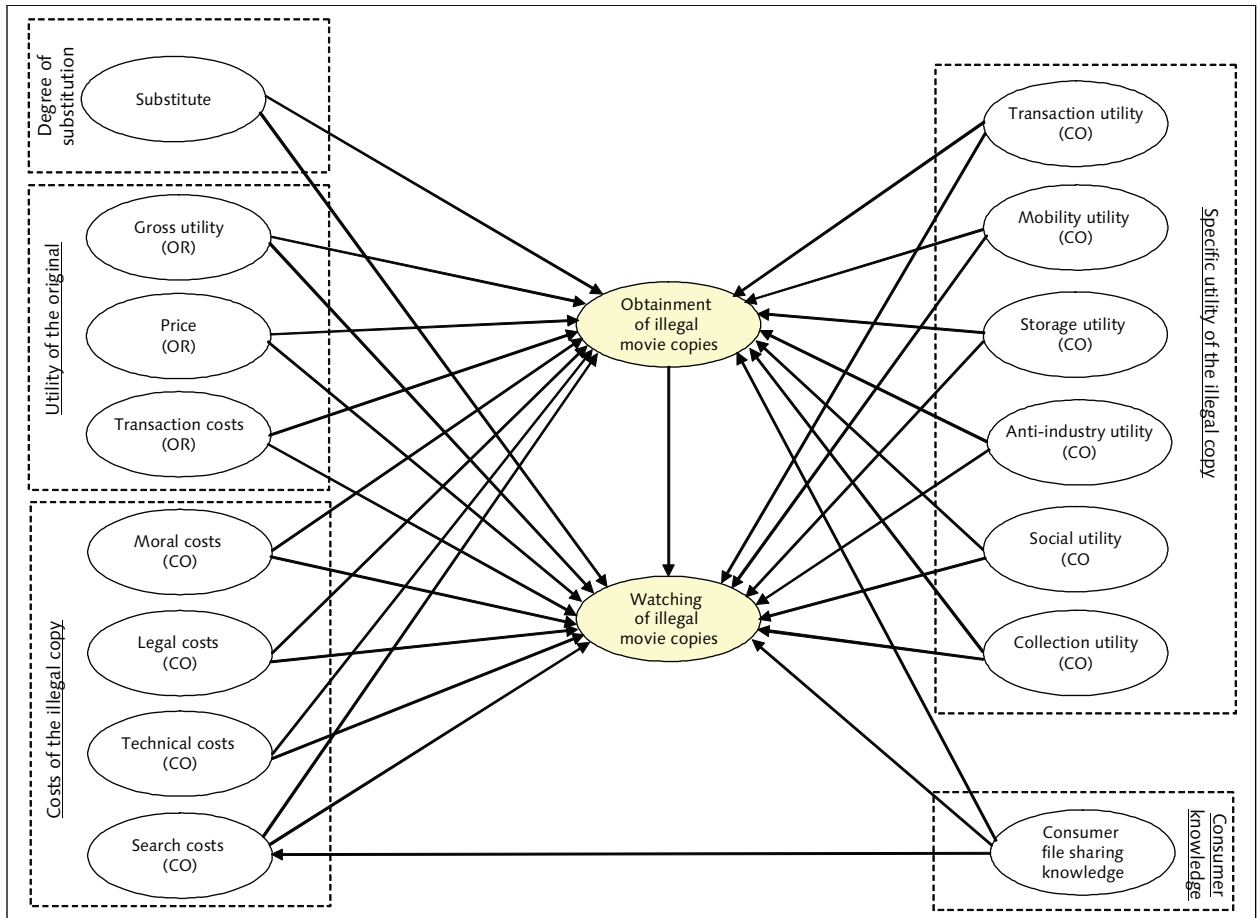 Degree of
substitution
Substitute
Utility of the original
Gross utility
(OR)
Price
(OR)
Transaction costs
(OR)
Costs of the illegal copy
Moral costs
(CO)
Legal costs
(CO)
Technical costs
(CO)
Search costs
(CO)
Obtainment
of illegal
movie copies
Watching
of illegal
movie copies
Specific utility of the illegal copy
Transaction utility
(CO)
Mobility utility
(CO)
Storage utility
(CO)
Anti-industry utility
(CO)
Social utility
(CO
Collection utility
(CO)
Consumer
knowledge
Consumer
file sharing
knowledge